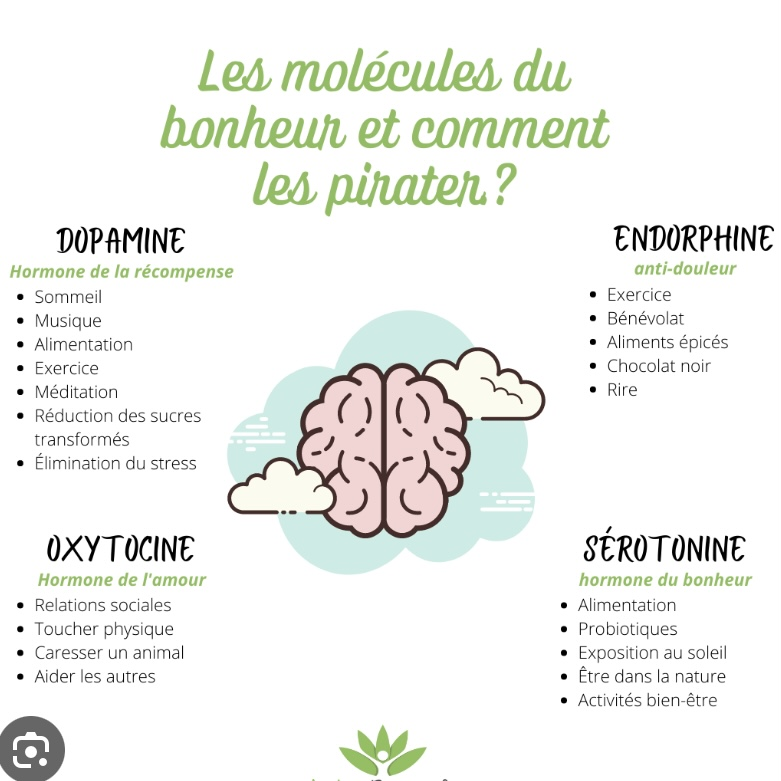 Les molécules du
bonheur et comment
les pirater.?
DOPAMINE
Hormone de la récompense
Sommeil
Musique
Alimentation
Exercice
Méditation
Réduction des sucres
transformés
Élimination du stress
ENDORPHINE
anti-douleur
Exercice
Bénévolat
Aliments épicés
Chocolat noir
Rire
OXYTOCINE
Hormone de l'amour
Relations sociales
Toucher physique
Caresser un animal
Aider les autres
SÉROTONINE
hormone du bonheur
Alimentation
Probiotiques
Exposition au soleil
Être dans la nature
Activités bien-être